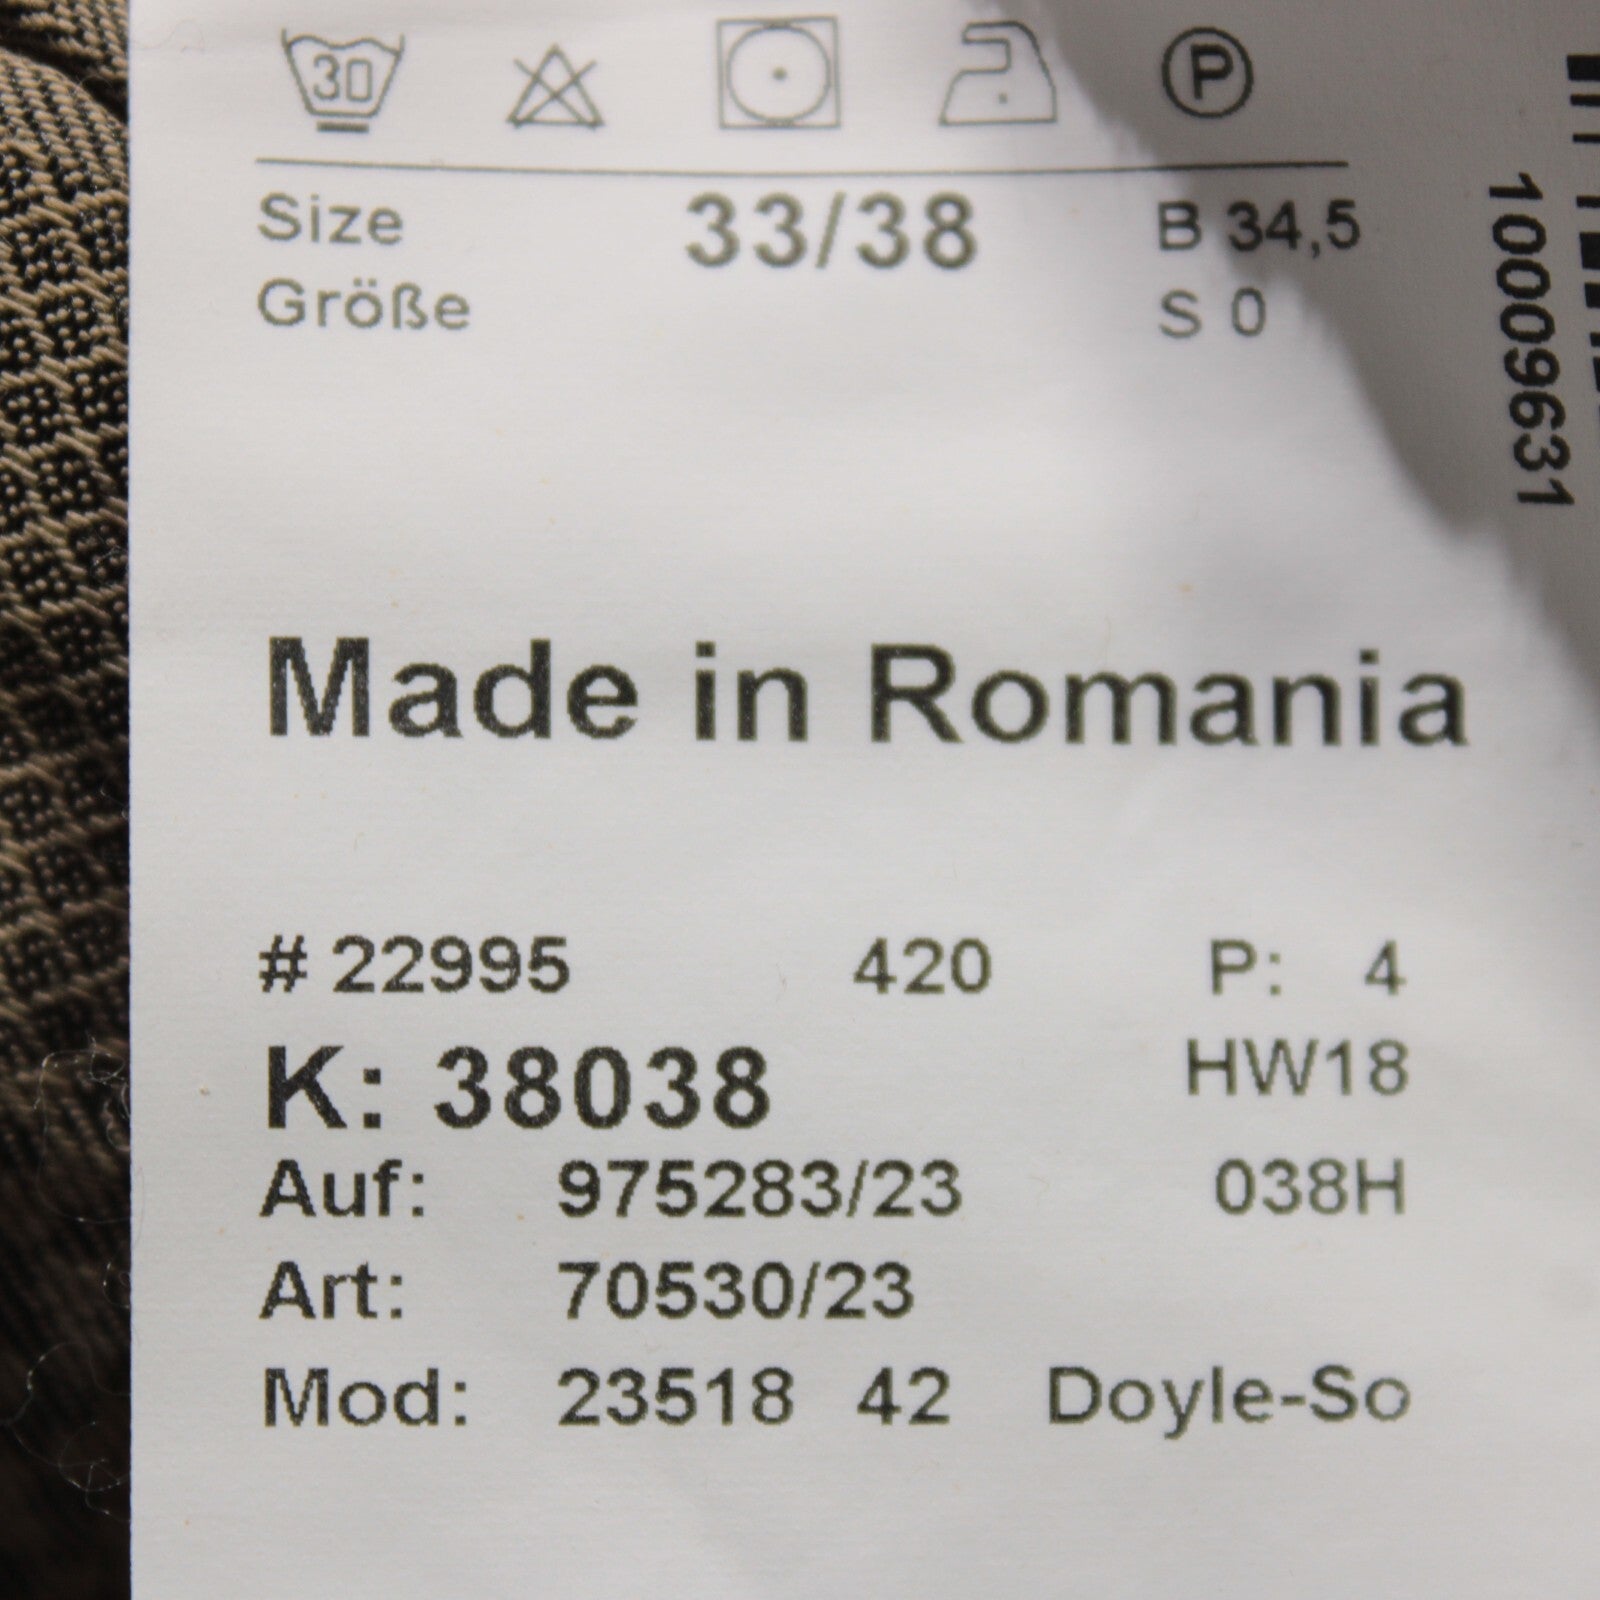 30
P
Size 33/38 B 34,5
Größe S 0
Made in Romania
# 22995 420 P: 4
K: 38038 HW18
Auf: 975283/23 038H
Art: 70530/23
Mod: 23518 42 Doyle-So
10009631